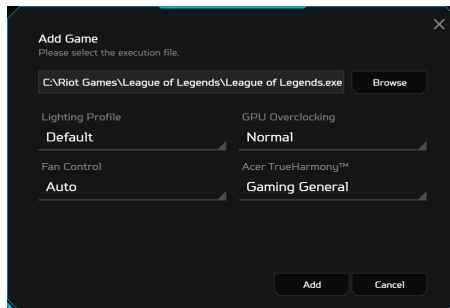 Add Game
Please select the execution file.
C:\Riot Games\League of Legends\League of Legends.exe
Browse
Lighting Profile
GPU Overclocking
Default
Normal
Fan Control
Acer TrueHarmony™
Auto
Gaming General
Add
Cancel